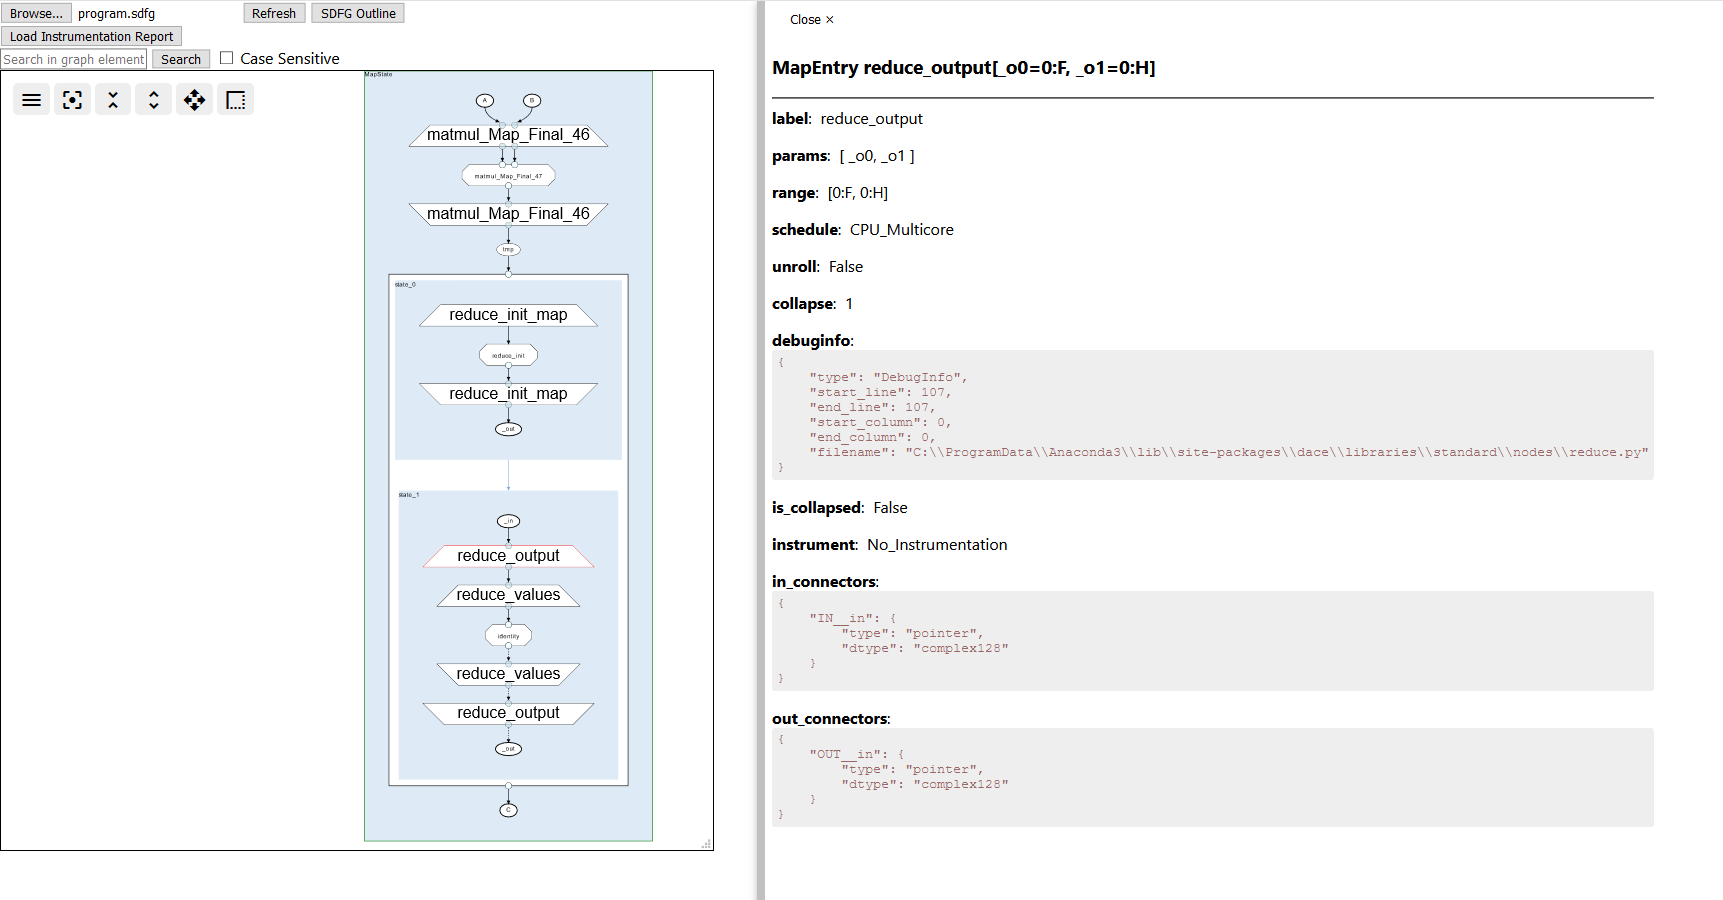 Browse... program.sdfg Refresh SDFG Outline
Load Instrumentation Report
Search in graph element Search Case Sensitive
MapState
A B
matmul_Map_Final_46
matmul_Map_Final_47
matmul_Map_Final_46
tmp
state_0
reduce_init_map
reduce_init
reduce_init_map
_out
state_1
_in
reduce_output
reduce_values
identity
reduce_values
reduce_output
_out
C
Close ×
MapEntry reduce_output[_o0=0:F, _o1=0:H]
label: reduce_output
params: [ _o0, _o1 ]
range: [0:F, 0:H]
schedule: CPU_Multicore
unroll: False
collapse: 1
debuginfo:
{
    "type": "DebugInfo",
    "start_line": 107,
    "end_line": 107,
    "start_column": 0,
    "end_column": 0,
    "filename": "C:\\ProgramData\\Anaconda3\\lib\\site-packages\\dace\\libraries\\standard\\nodes\\reduce.py"
}
is_collapsed: False
instrument: No_Instrumentation
in_connectors:
{
    "IN__in": {
        "type": "pointer",
        "dtype": "complex128"
    }
}
out_connectors:
{
    "OUT__in": {
        "type": "pointer",
        "dtype": "complex128"
    }
}